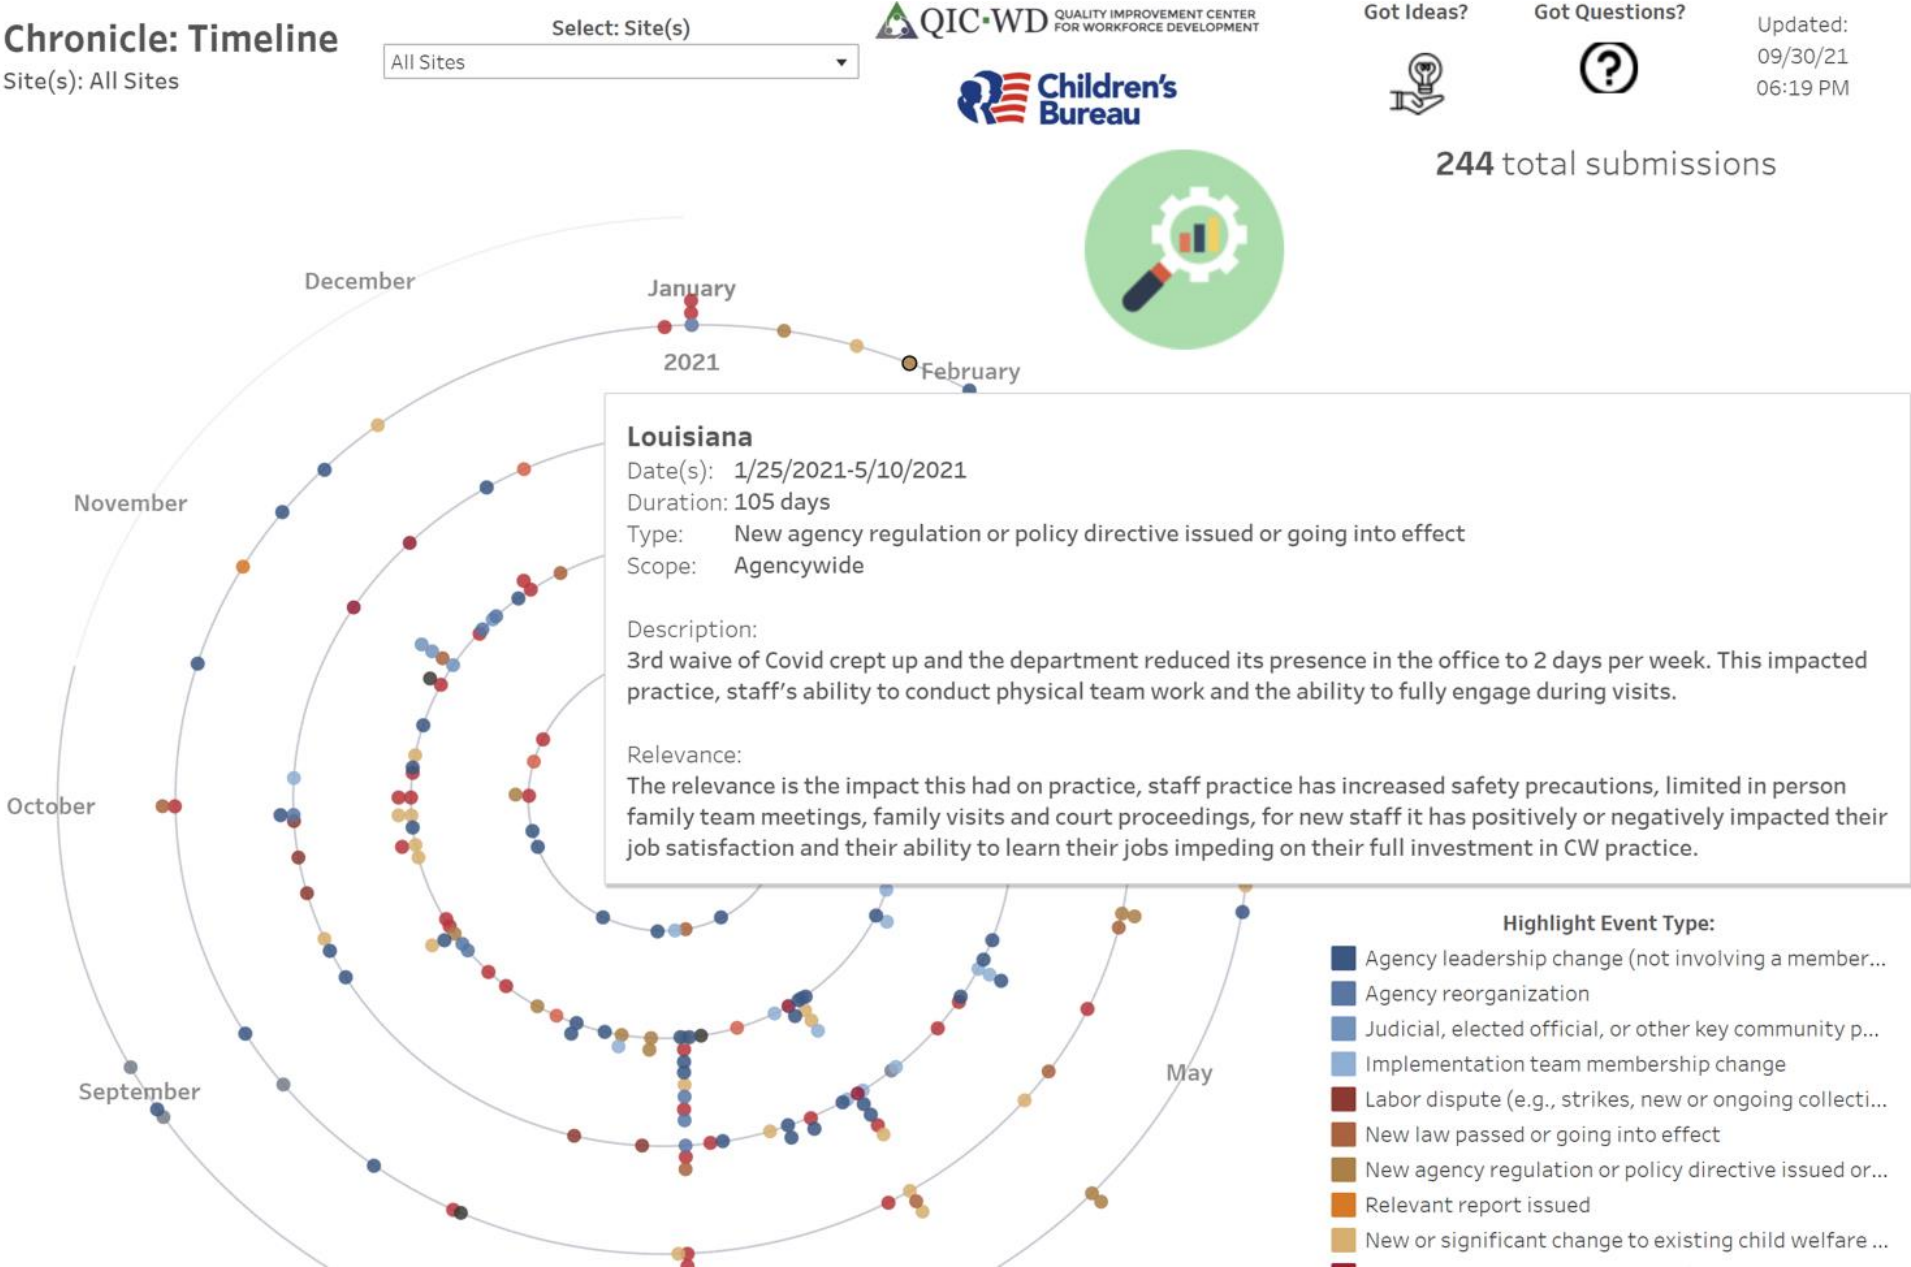 Chronicle: Timeline
Site(s): All Sites
Select: Site(s)
All Sites
QIC-WD QUALITY IMPROVEMENT CENTER
FOR WORKFORCE DEVELOPMENT
Children's
Bureau
Got Ideas?
Got Questions?
?
Updated:
09/30/21
06:19 PM
244 total submissions
December
January
2021
February
November
October
September
May
Louisiana
Date(s): 1/25/2021-5/10/2021
Duration: 105 days
Type: New agency regulation or policy directive issued or going into effect
Scope: Agencywide
Description:
3rd waive of Covid crept up and the department reduced its presence in the office to 2 days per week. This impacted
practice, staff's ability to conduct physical team work and the ability to fully engage during visits.
Relevance:
The relevance is the impact this had on practice, staff practice has increased safety precautions, limited in person
family team meetings, family visits and court proceedings, for new staff it has positively or negatively impacted their
job satisfaction and their ability to learn their jobs impeding on their full investment in CW practice.
Highlight Event Type:
Agency leadership change (not involving a member...
Agency reorganization
Judicial, elected official, or other key community p...
Implementation team membership change
Labor dispute (e.g., strikes, new or ongoing collecti...
New law passed or going into effect
New agency regulation or policy directive issued or...
Relevant report issued
New or significant change to existing child welfare ...